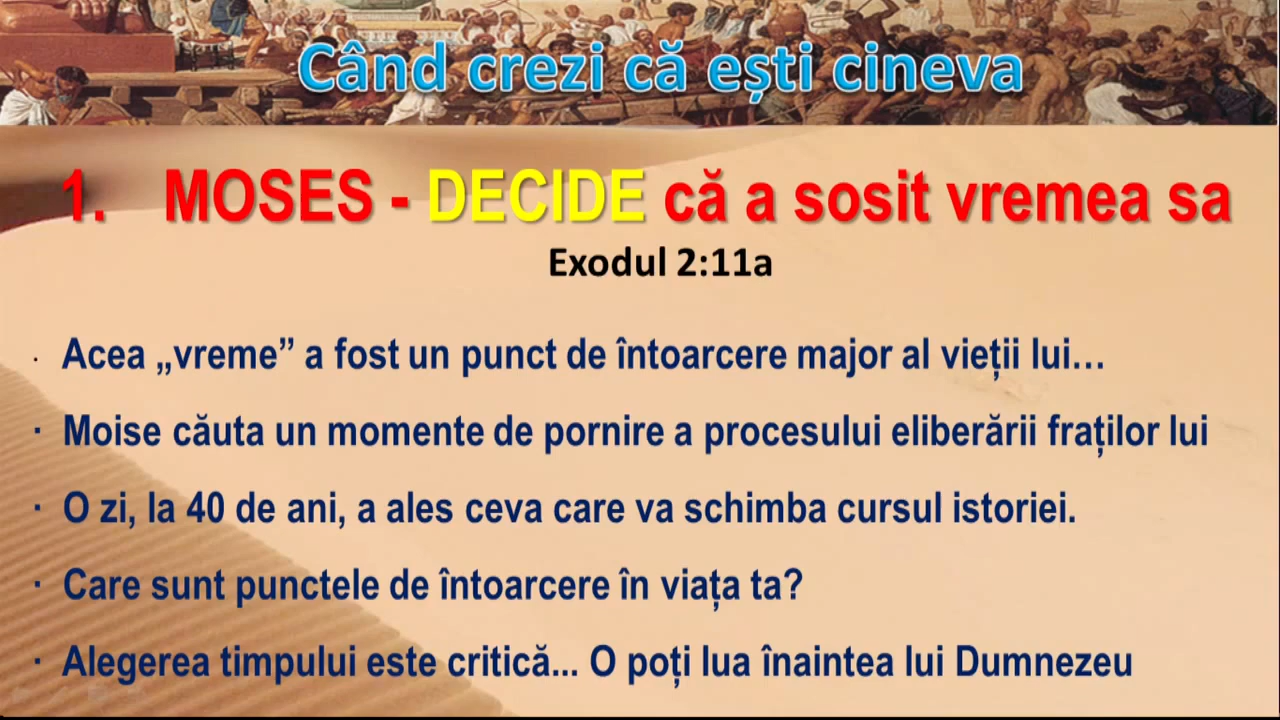 Când crezi că ești cineva
1. MOSES - DECIDE că a sosit vremea sa
Exodul 2:11a
· Acea „vreme” a fost un punct de întoarcere major al vieții lui…
· Moise căuta un momente de pornire a procesului eliberării fraților lui
· O zi, la 40 de ani, a ales ceva care va schimba cursul istoriei.
· Care sunt punctele de întoarcere în viața ta?
· Alegerea timpului este critică... O poți lua înaintea lui Dumnezeu